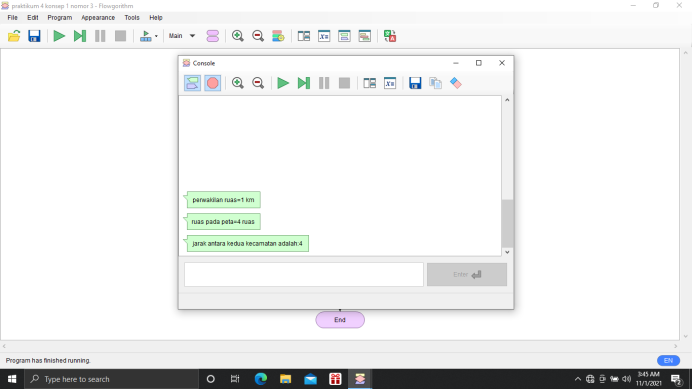 praktikum 4 konsep 1 nomor 3 - Flowgorithm
File Edit Program Appearance Tools Help
Main
Console
perwakilan ruas=1 km
ruas pada peta=4 ruas
jarak antara kedua kecamatan adalah:4
Enter
End
Program has finished running.
EN
Type here to search
3:45 AM
11/1/2021